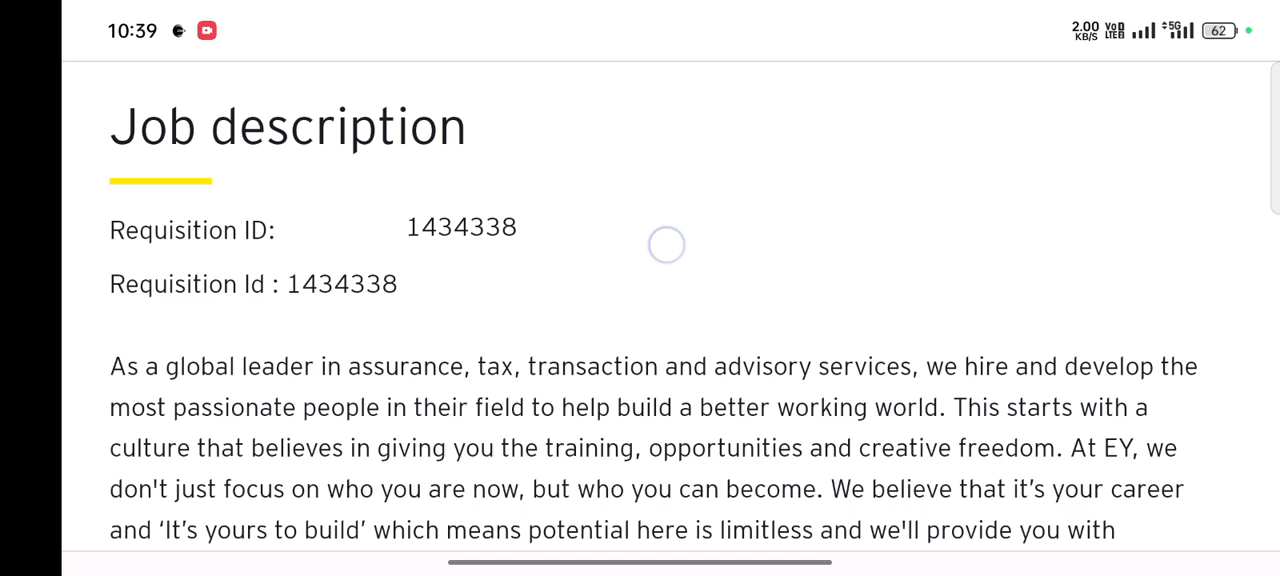 10:39
2.00 KB/S VoD LTE2 5G 62
Job description
Requisition ID: 1434338
Requisition Id : 1434338
As a global leader in assurance, tax, transaction and advisory services, we hire and develop the
most passionate people in their field to help build a better working world. This starts with a
culture that believes in giving you the training, opportunities and creative freedom. At EY, we
don't just focus on who you are now, but who you can become. We believe that it’s your career
and ‘It’s yours to build’ which means potential here is limitless and we'll provide you with